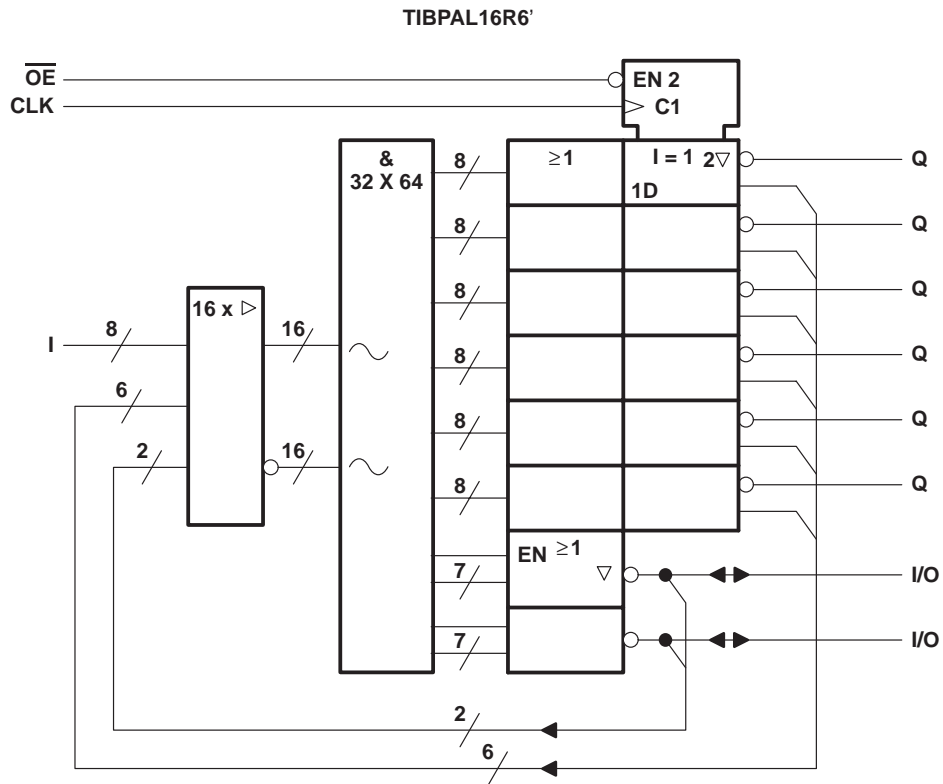 TIBPAL16R6’
OE
EN 2
CLK
C1
&
32 X 64
8
≥1
I = 1
2▽
Q
1D
8
Q
8
Q
16 x ▷
I
8
16
8
Q
6
8
Q
2
16
8
Q
EN ≥1
▽
7
I/O
7
I/O
2
6